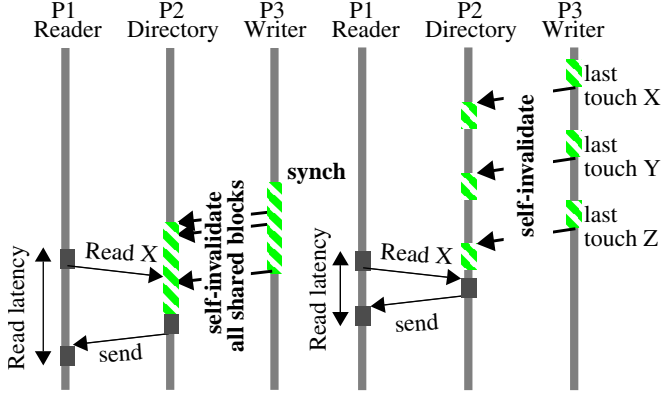 P1 P2 P3 P1 P2 P3
Reader Directory Writer Reader Directory Writer
last
touch X
self-invalidate
last
touch Y
synch
last
touch Z
Read X
self-invalidate
all shared blocks
Read X
Read latency
Read latency
send
send